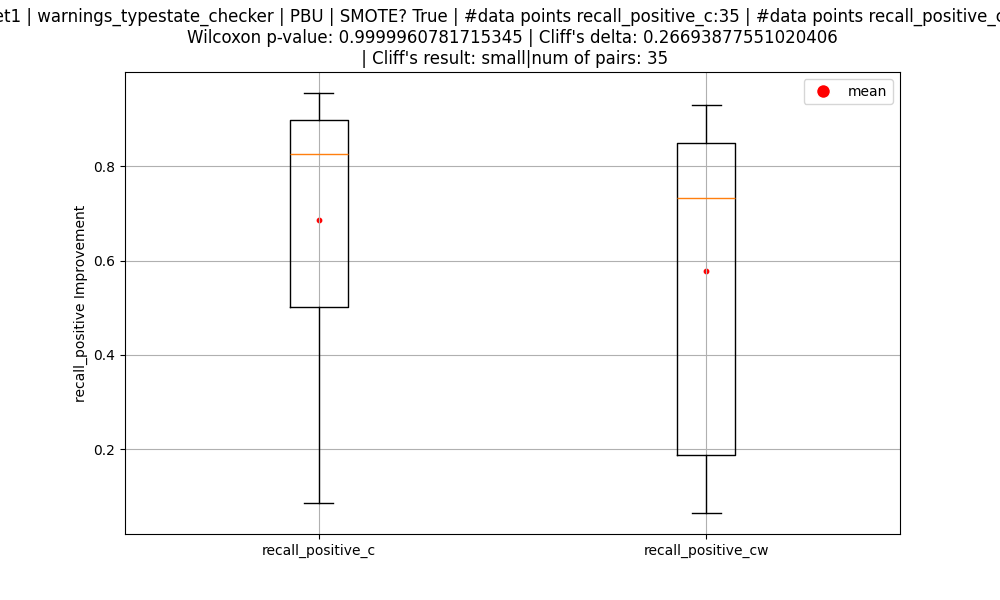 | warnings_typestate_checker | PBU | SMOTE? True | #data points recall_positive_c:35 | #data points
Wilcoxon p-value: 0.9999960781715345 | Cliff's delta: 0.26693877551020406
| Cliff's result: small|num of pairs: 35
mean
0.8
0.6
0.4
0.2
recall_positive Improvement
recall_positive_c
recall_positive_cw